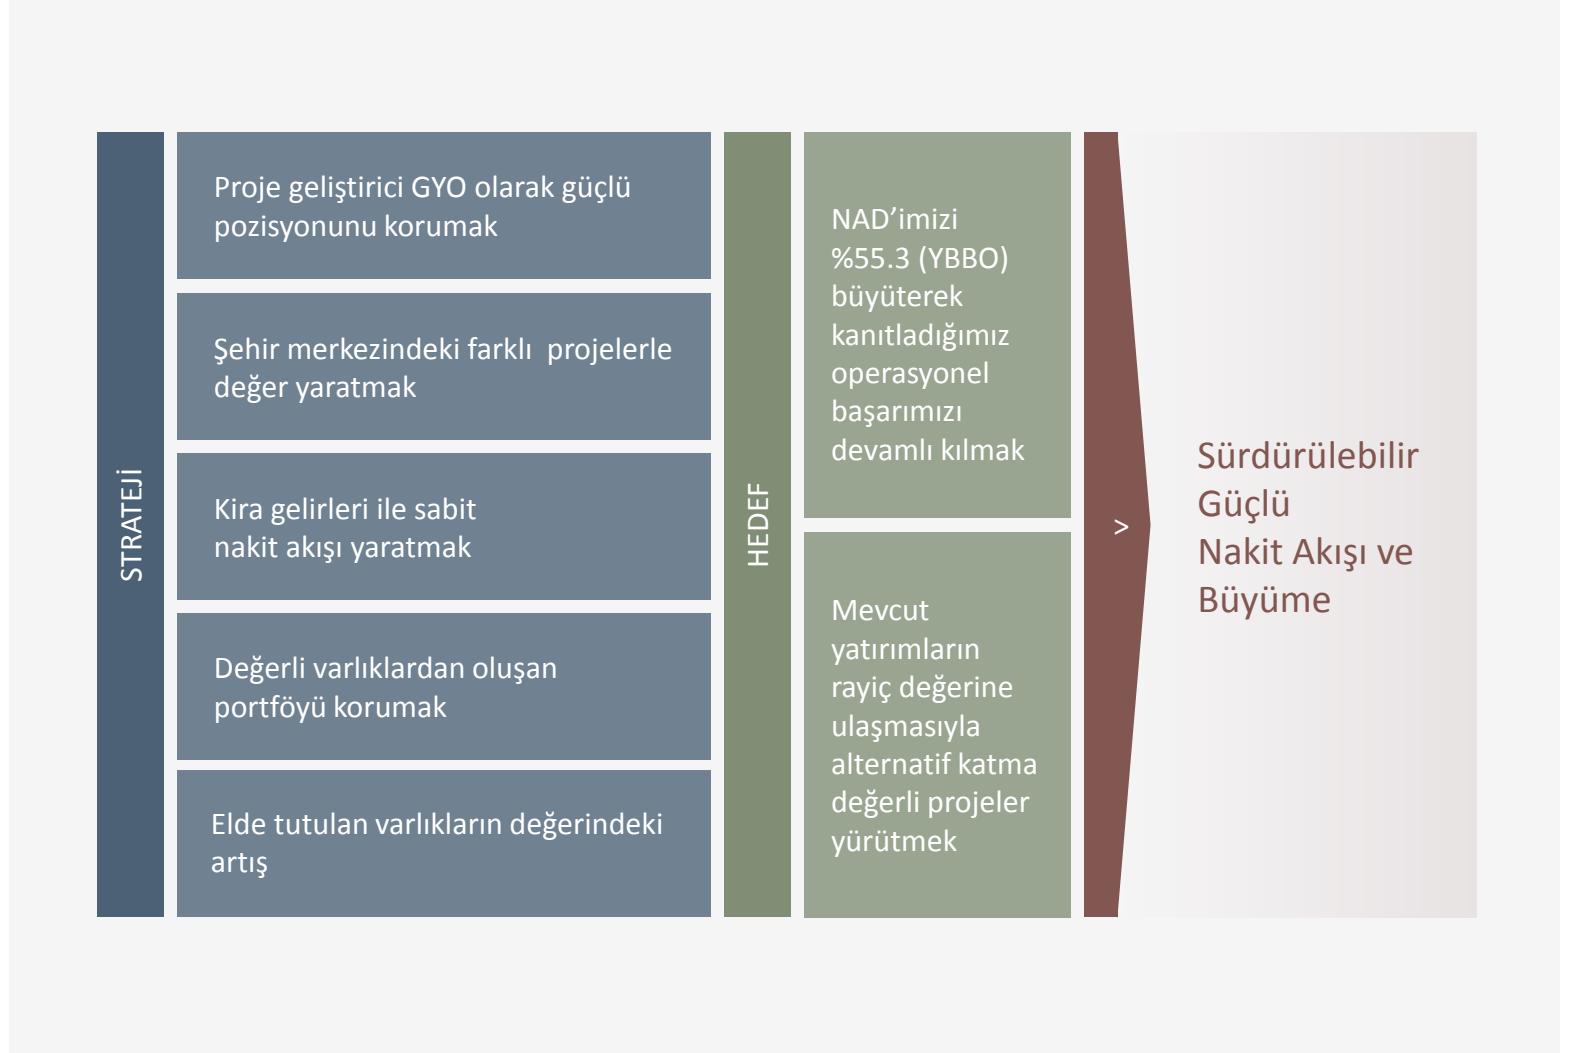 STRATEJİ
Proje geliştirici GYO olarak güçlü
pozisyonunu korumak
Şehir merkezindeki farklı  projelerle
değer yaratmak
Kira gelirleri ile sabit
nakit akışı yaratmak
Değerli varlıklardan oluşan
portföyü korumak
Elde tutulan varlıkların değerindeki
artış
HEDEF
NAD’imizi
%55.3 (YBBO)
büyüterek
kanıtladığımız
operasyonel
başarımızı
devamlı kılmak
Mevcut
yatırımların
rayiç değerine
ulaşmasıyla
alternatif katma
değerli projeler
yürütmek
>
Sürdürülebilir
Güçlü
Nakit Akışı ve
Büyüme